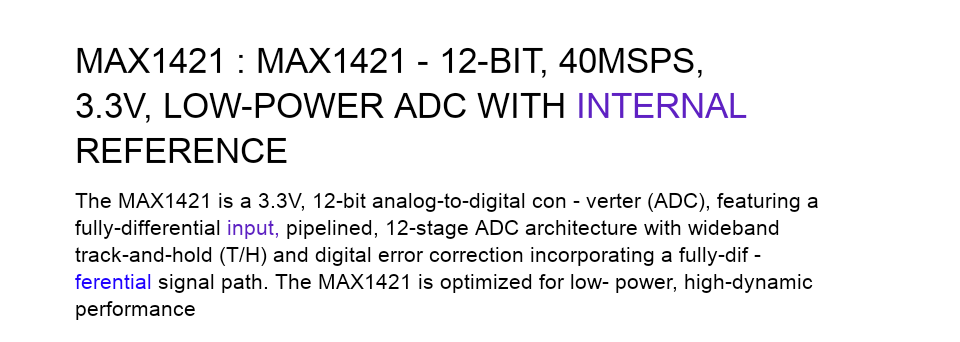 MAX1421 : MAX1421 - 12-BIT, 40MSPS,
3.3V, LOW-POWER ADC WITH INTERNAL
REFERENCE
The MAX1421 is a 3.3V, 12-bit analog-to-digital con - verter (ADC), featuring a
fully-differential input, pipelined, 12-stage ADC architecture with wideband
track-and-hold (T/H) and digital error correction incorporating a fully-dif -
ferential signal path. The MAX1421 is optimized for low- power, high-dynamic
performance